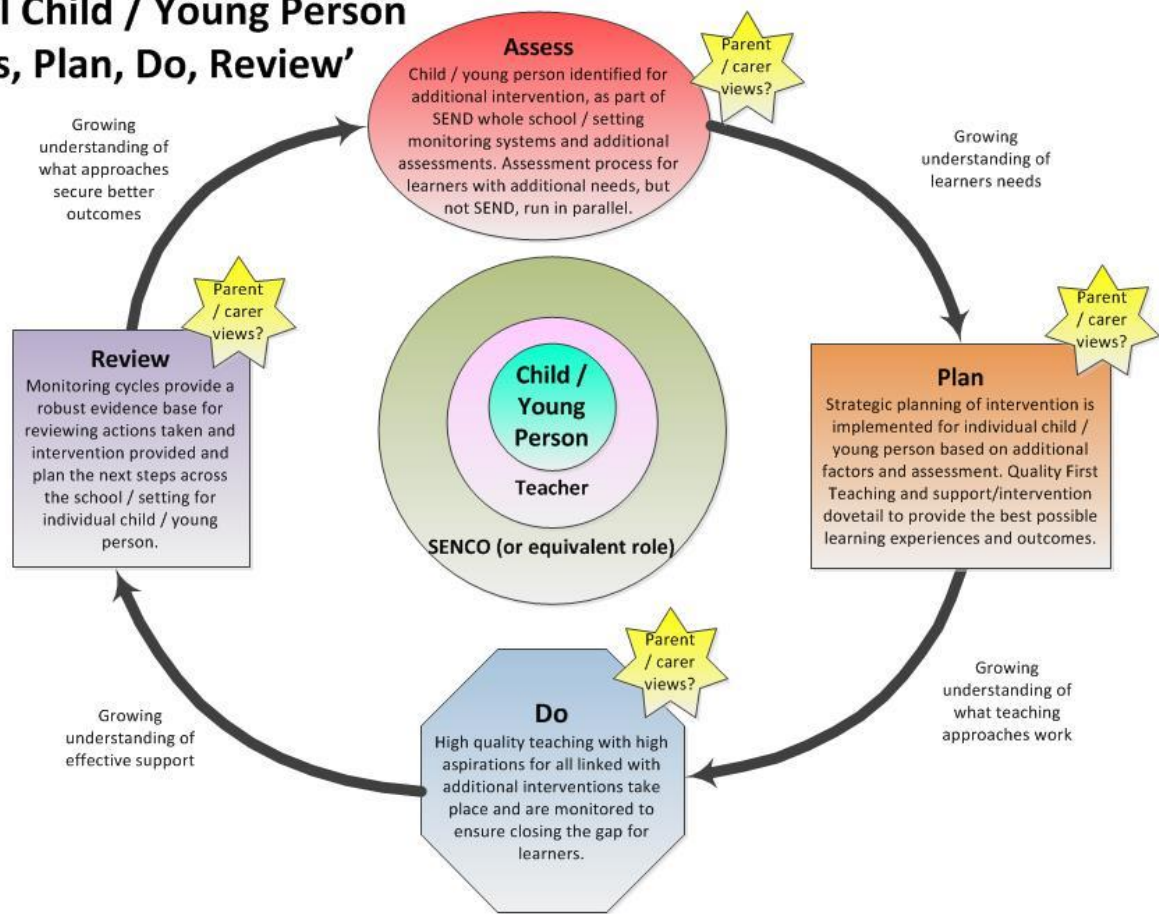 l Child / Young Person
s, Plan, Do, Review’
Assess
Child / young person identified for
additional intervention, as part of
SEND whole school / setting
monitoring systems and additional
assessments. Assessment process for
learners with additional needs, but
not SEND, run in parallel.
Parent
/ carer
views?
Growing
understanding of
what approaches
secure better
outcomes
Growing
understanding of
learners needs
Parent
/ carer
views?
Review
Monitoring cycles provide a
robust evidence base for
reviewing actions taken and
intervention provided and
plan the next steps across
the school / setting for
individual child / young
person.
Child /
Young
Person
Teacher
SENCO (or equivalent role)
Parent
/ carer
views?
Plan
Strategic planning of intervention is
implemented for individual child /
young person based on additional
factors and assessment. Quality First
Teaching and support/intervention
dovetail to provide the best possible
learning experiences and outcomes.
Parent
/ carer
views?
Do
High quality teaching with high
aspirations for all linked with
additional interventions take
place and are monitored to
ensure closing the gap for
learners.
Growing
understanding of
effective support
Growing
understanding of
what teaching
approaches work